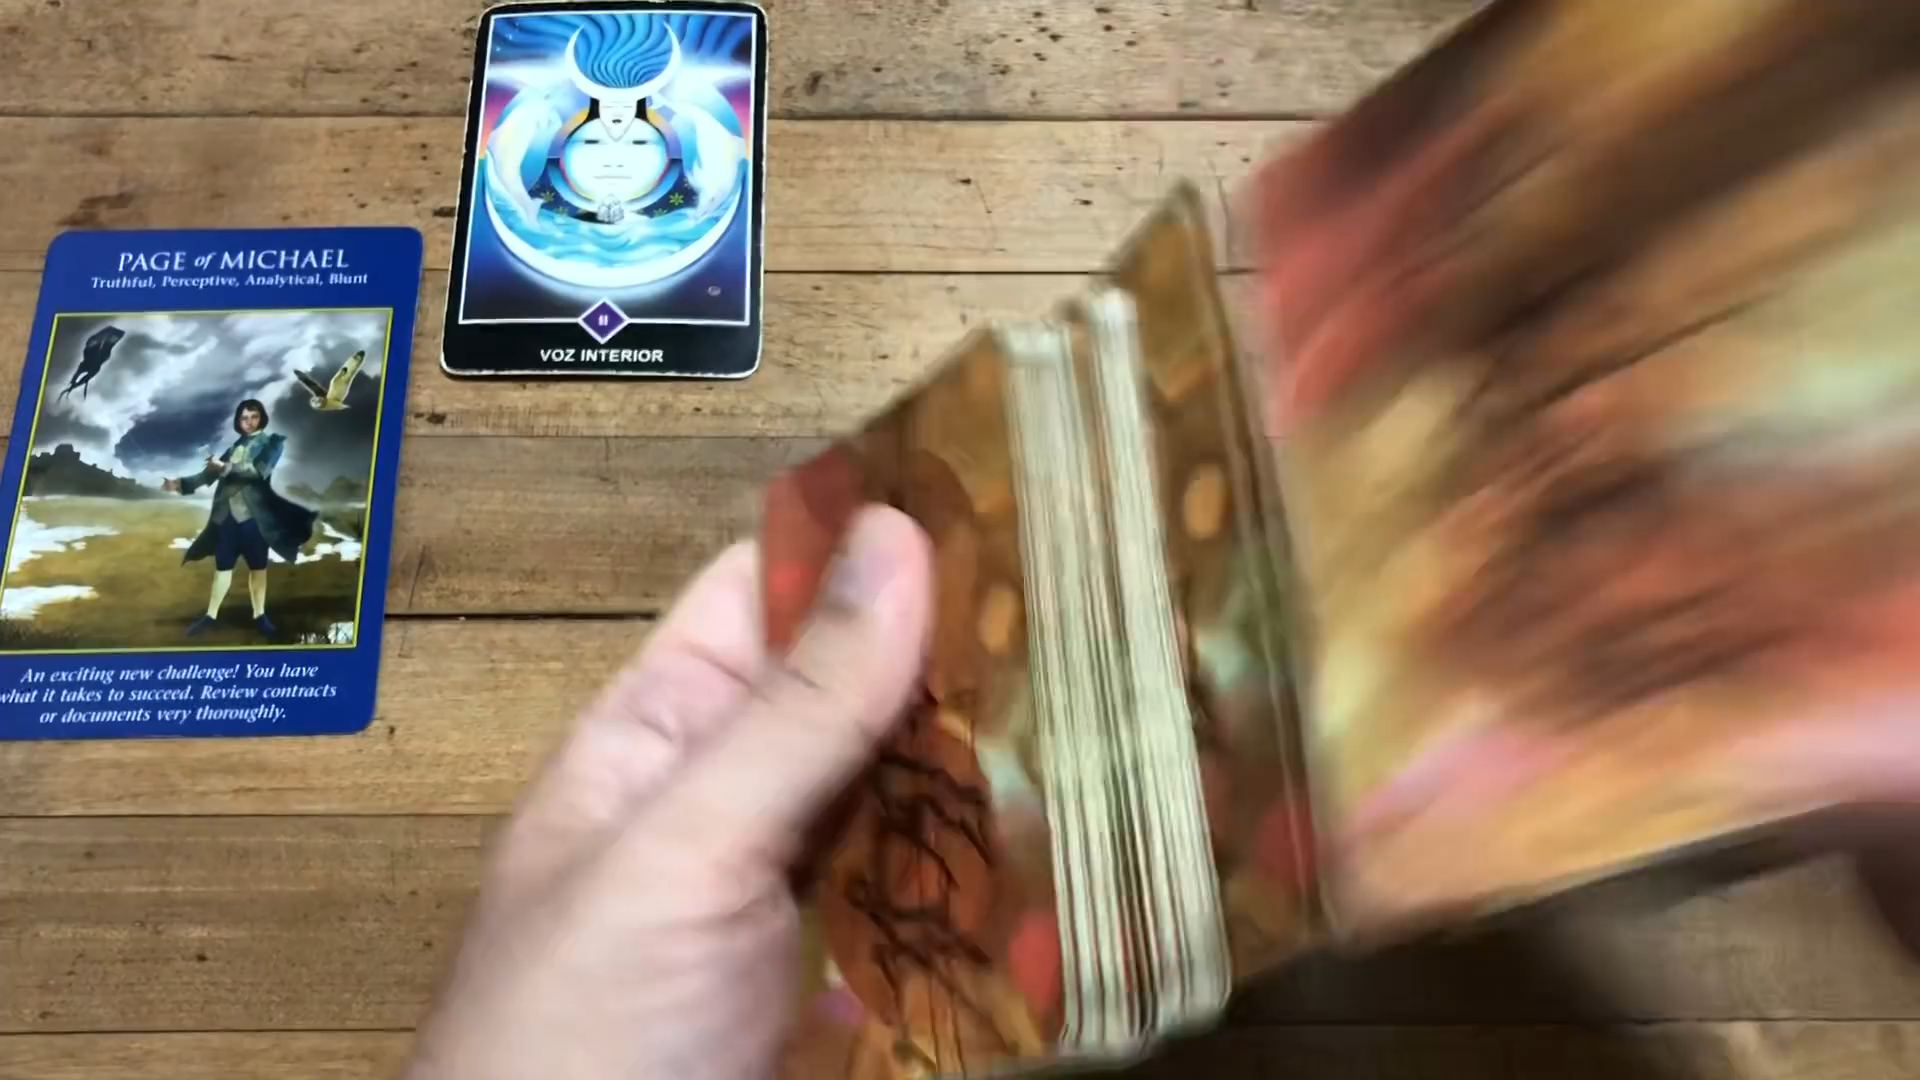 PAGE of MICHAEL
Truthful, Perceptive, Analytical, Blunt
An exciting new challenge! You have
what it takes to succeed. Review contracts
or documents very thoroughly.
II
VOZ INTERIOR